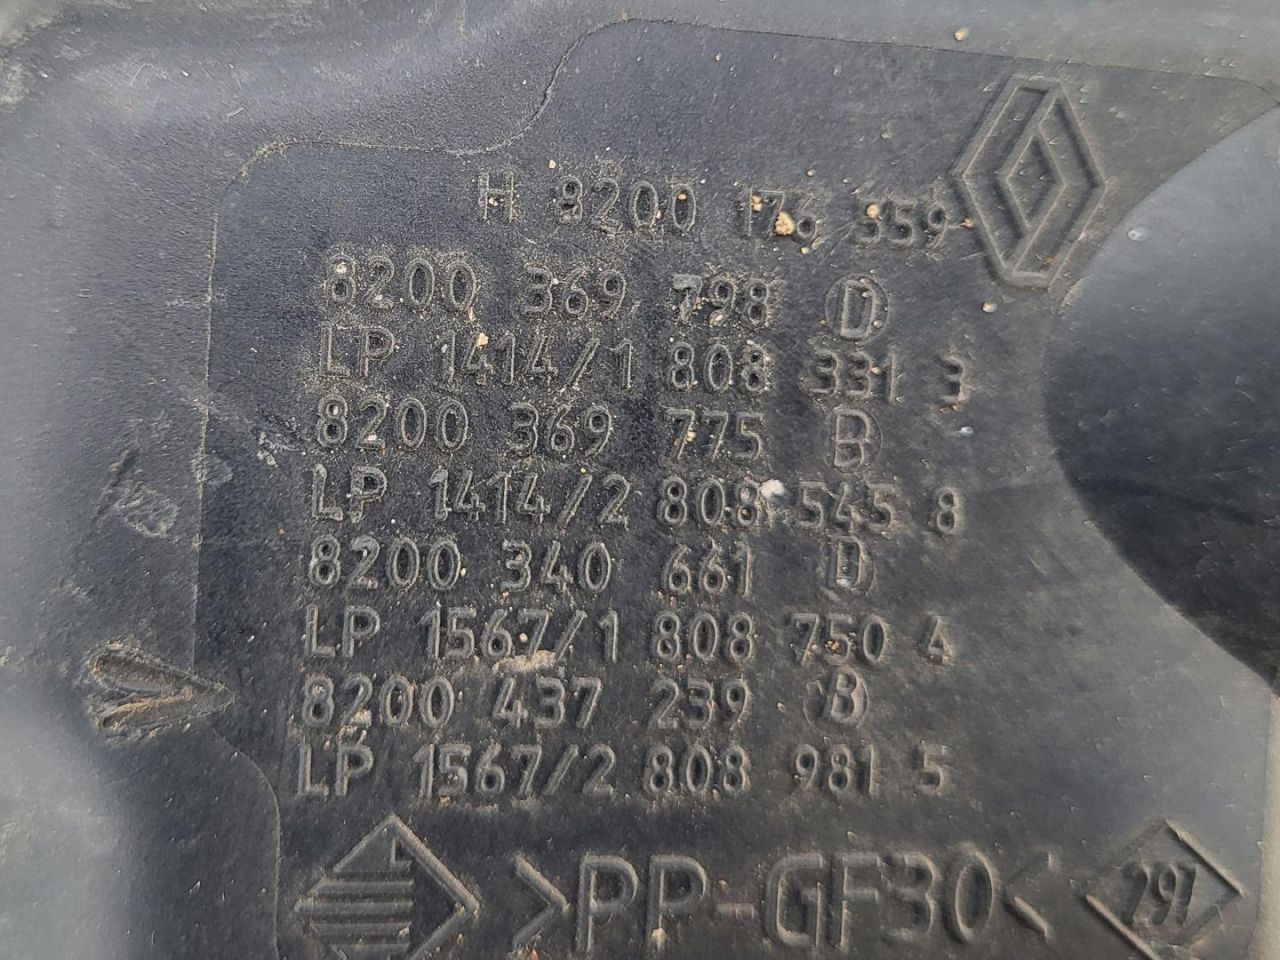 H 8200 176 559
8200 369 798 D
LP 1414/1 808 331 3
8200 369 775 B
LP 1414/2 808 545 8
8200 340 661 D
LP 1567/1 808 750 4
8200 437 239 B
LP 1567/2 808 981 5
>PP-GF30<
297